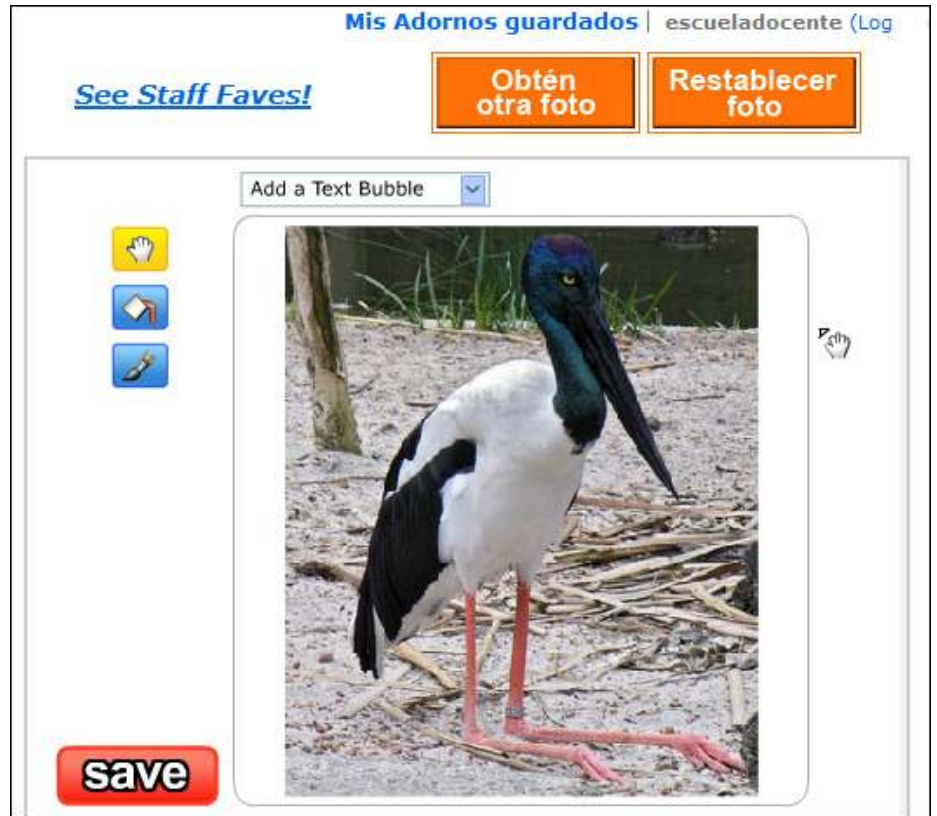 Mis Adornos guardados | escueladocente (Log
See Staff Faves!
Obtén
otra foto
Restablecer
foto
Add a Text Bubble
save